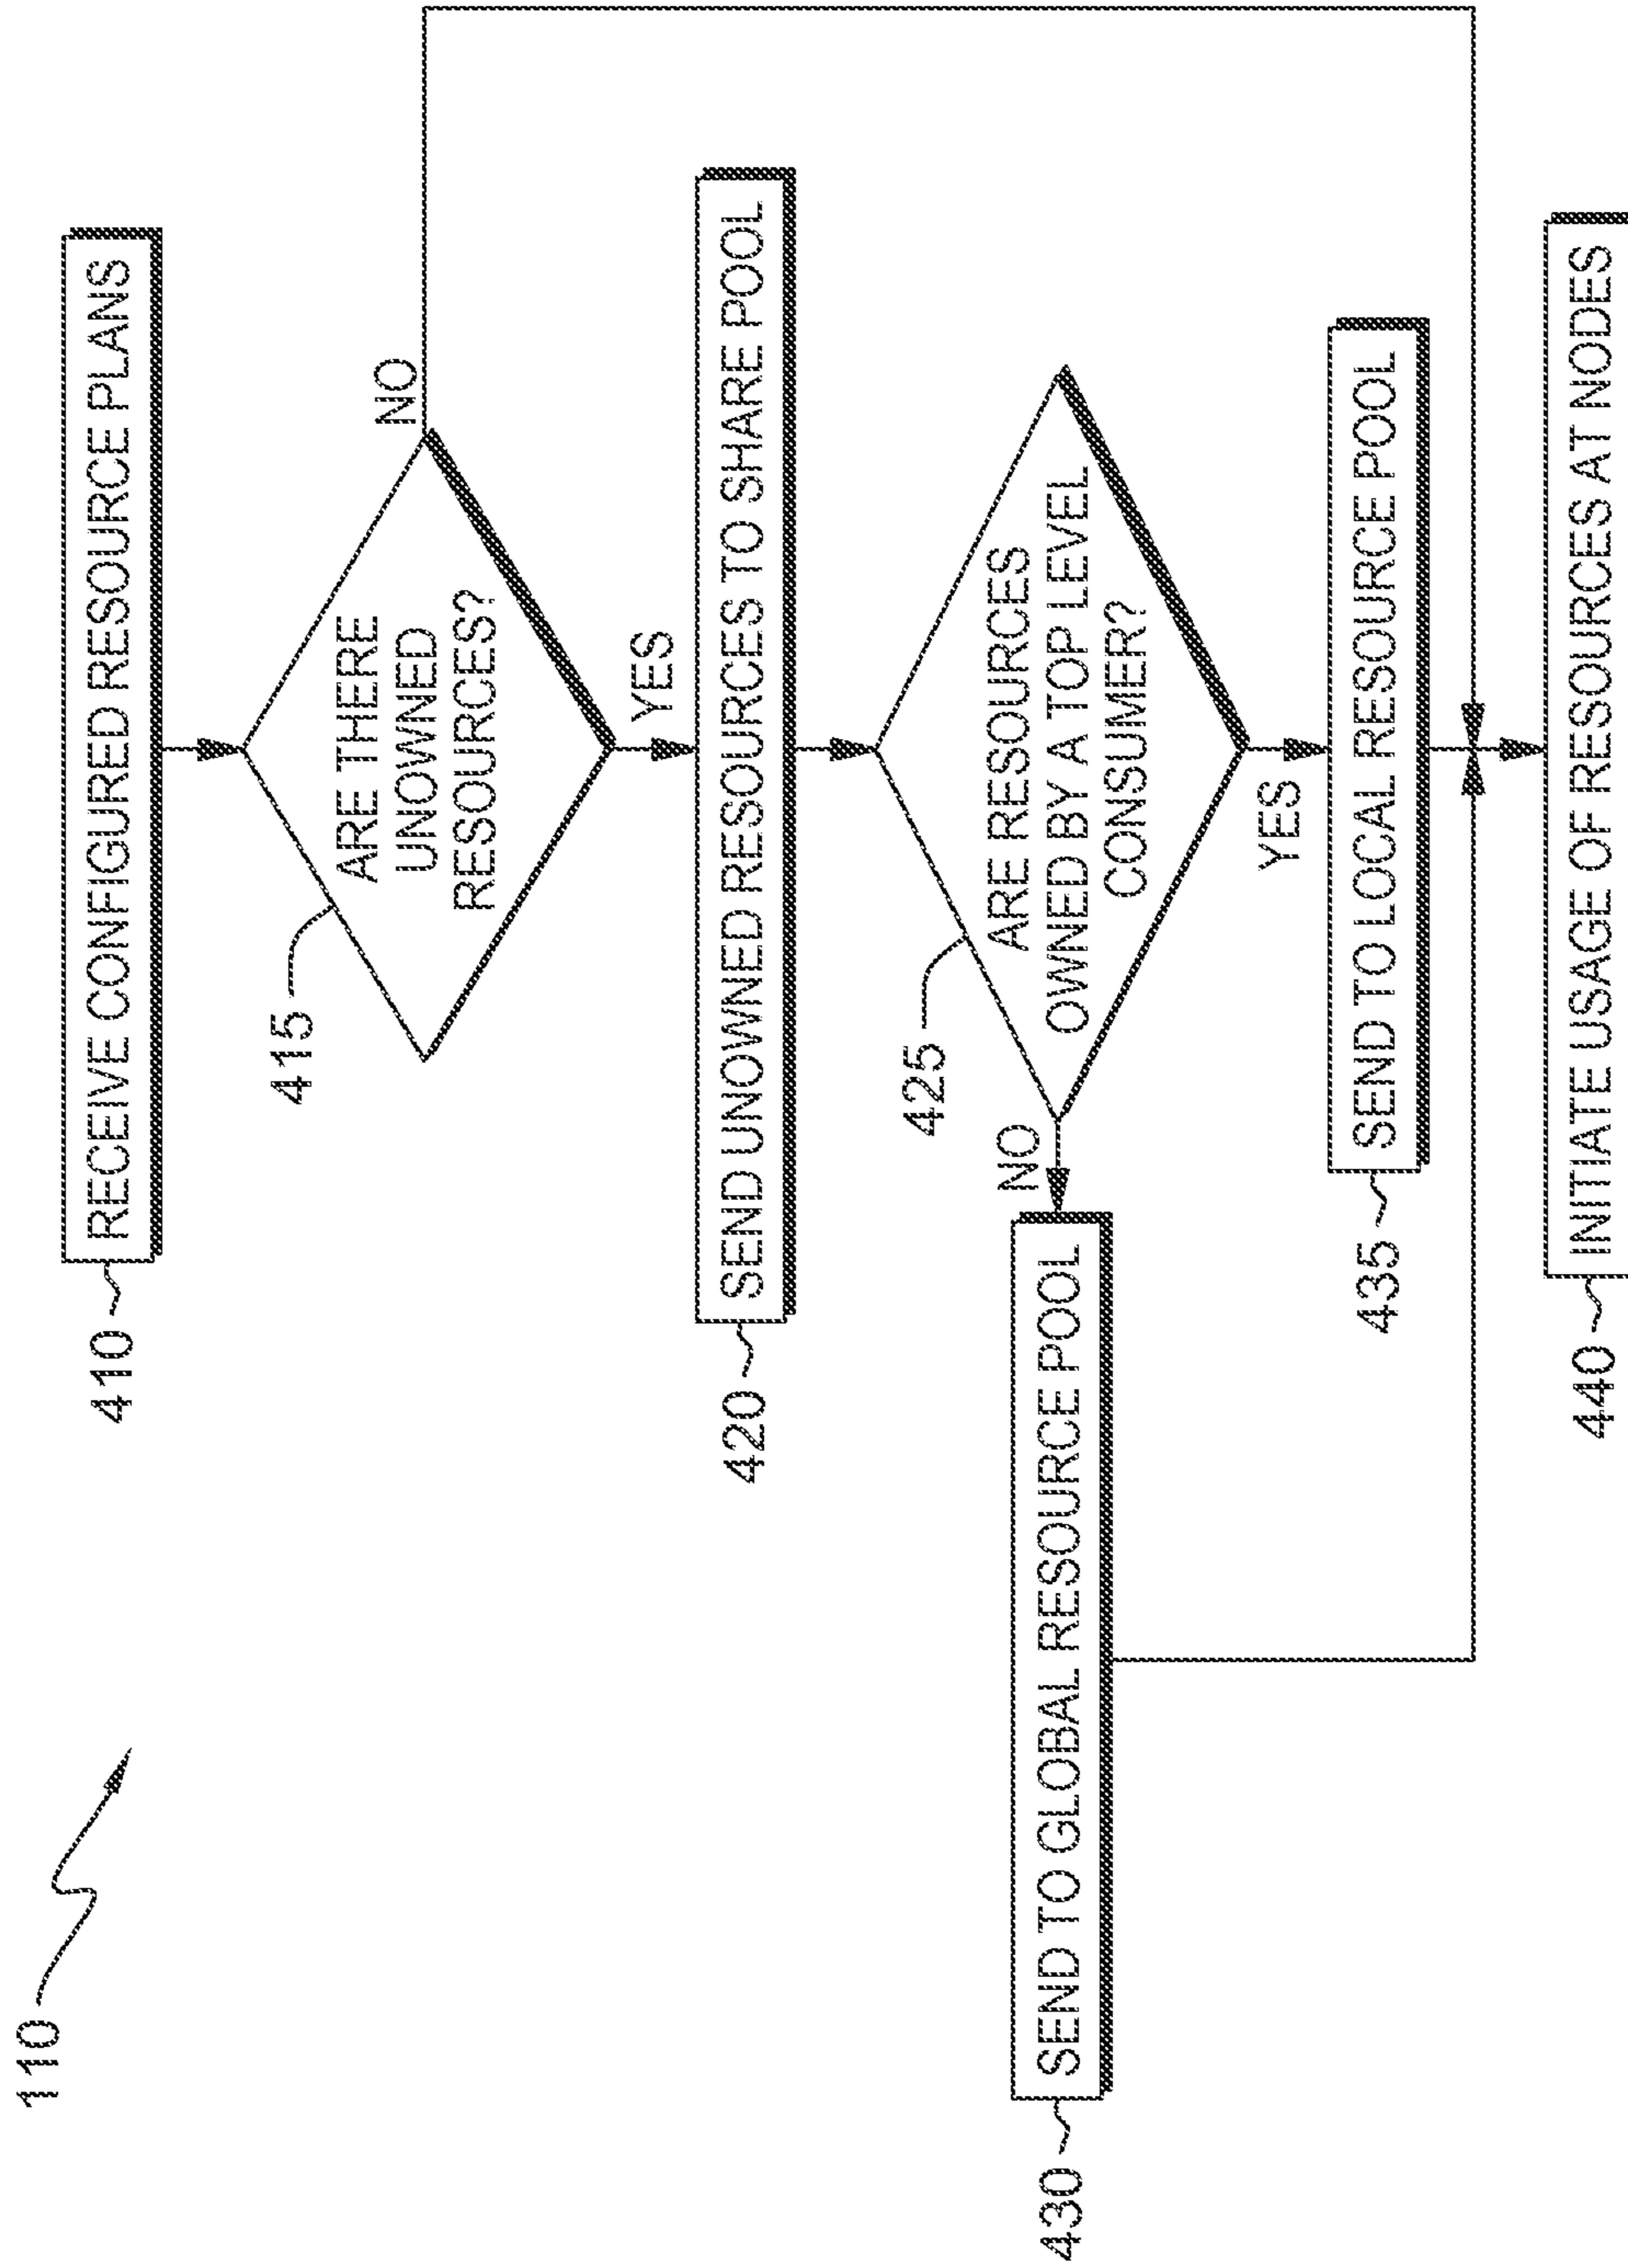 110
410
RECEIVE CONFIGURED RESOURCE PLANS
415
ARE THERE
UNOWNED
RESOURCES?
NO
YES
420
SEND UNOWNED RESOURCES TO SHARE POOL
425
ARE RESOURCES
OWNED BY A TOP LEVEL
CONSUMER?
NO
YES
430
SEND TO GLOBAL RESOURCE POOL
435
SEND TO LOCAL RESOURCE POOL
440
INITIATE USAGE OF RESOURCES AT NODES